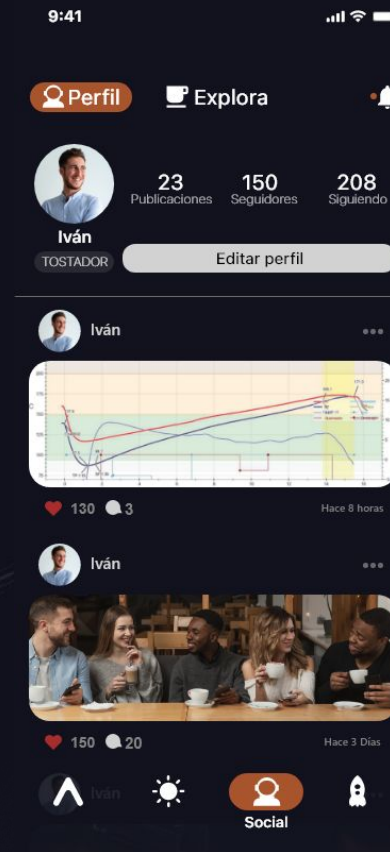 9:41
Perfil Explora
23 150 208
Publicaciones Seguidores Siguiendo
Iván
TOSTADOR Editar perfil
Iván
130 3 Hace 8 horas
Iván
150 20 Hace 3 Días
Iván
Social